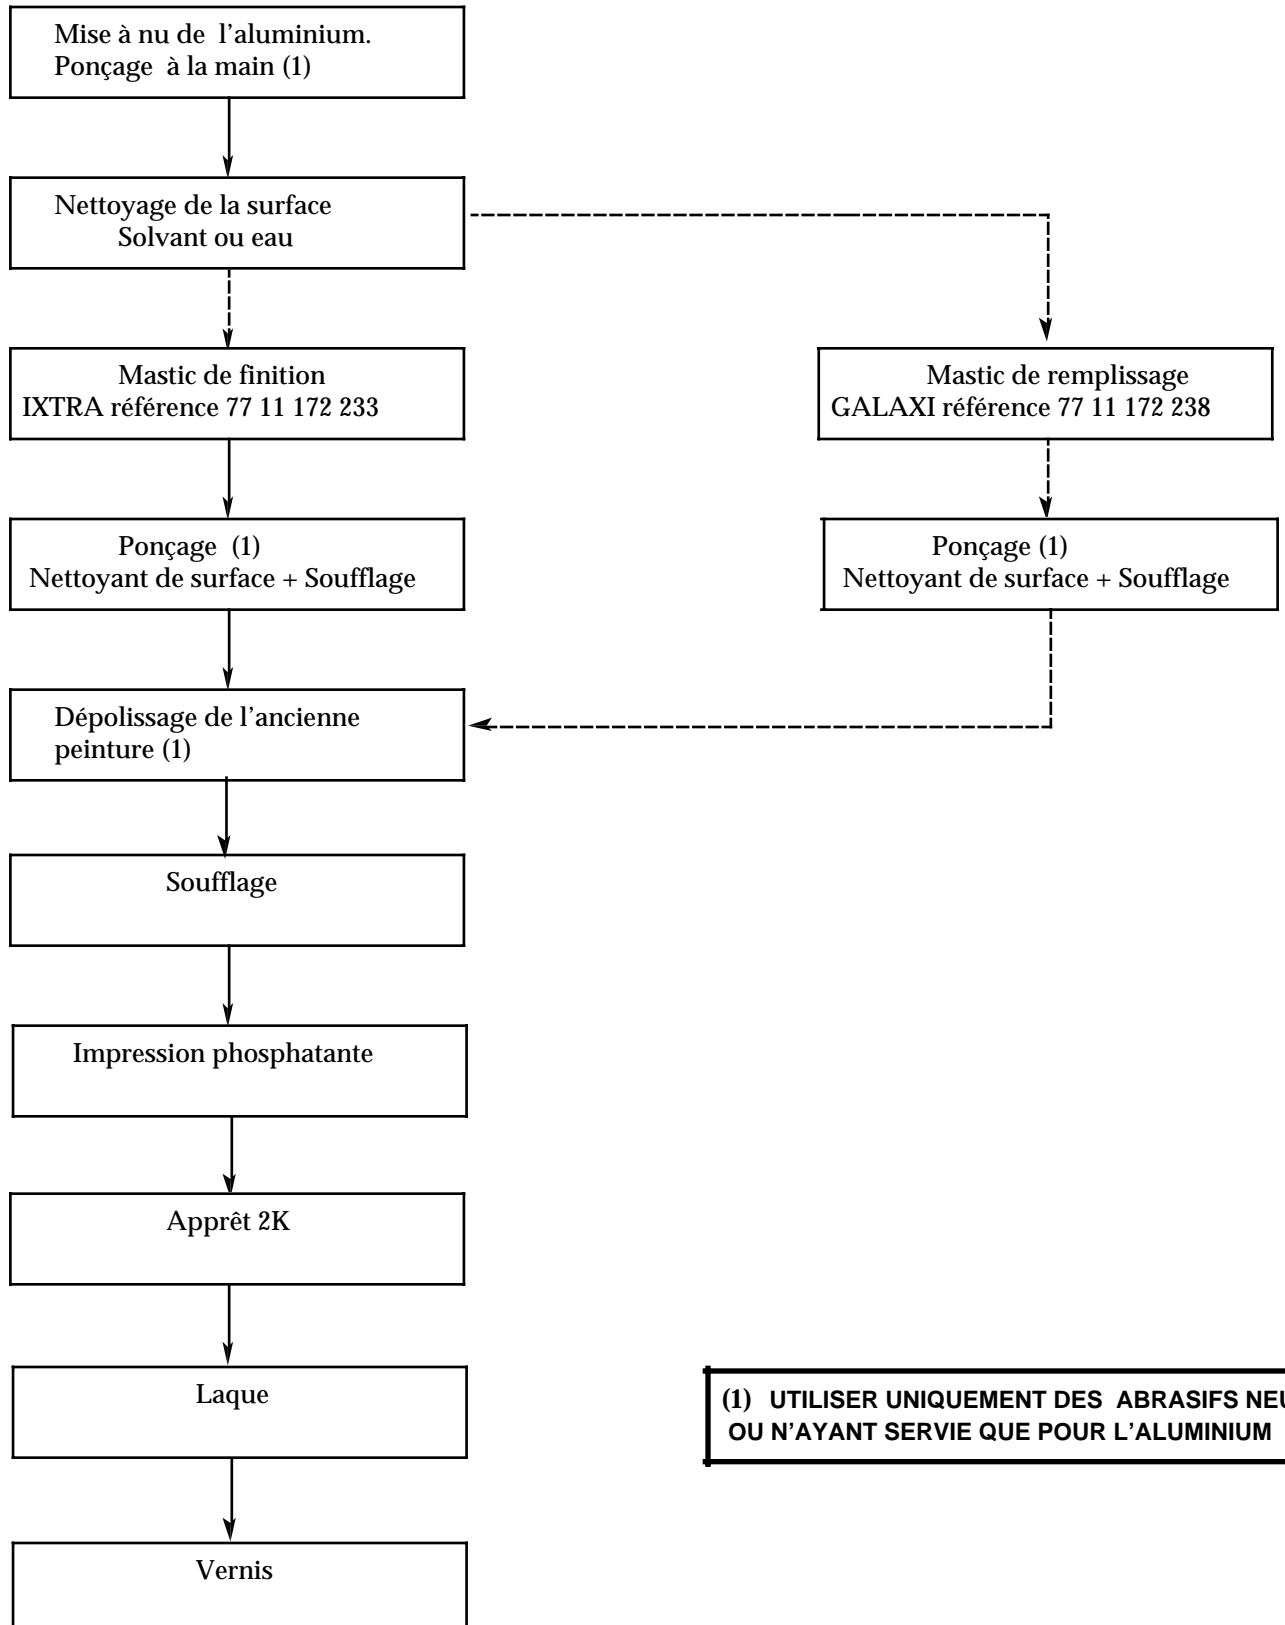 Mise à nu de l'aluminium.
Ponçage à la main (1)
Nettoyage de la surface
Solvant ou eau
Mastic de finition
IXTRA référence 77 11 172 233
Mastic de remplissage
GALAXI référence 77 11 172 238
Ponçage (1)
Nettoyant de surface + Soufflage
Ponçage (1)
Nettoyant de surface + Soufflage
Dépolissage de l'ancienne
peinture (1)
Soufflage
Impression phosphatante
Apprêt 2K
Laque
(1) UTILISER UNIQUEMENT DES ABRASIFS
OU N'AYANT SERVIE QUE POUR L'ALUMINIUM
Vernis